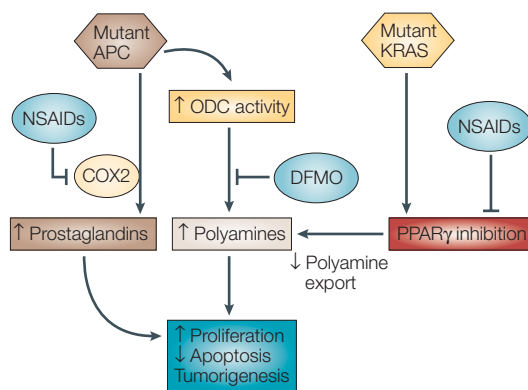 Mutant
APC
Mutant
KRAS
NSAIDs
↑ ODC activity
NSAIDs
COX2
DFMO
↑ Prostaglandins
↑ Polyamines
PPARγ inhibition
↓ Polyamine
export
↑ Proliferation
↓ Apoptosis
Tumorigenesis